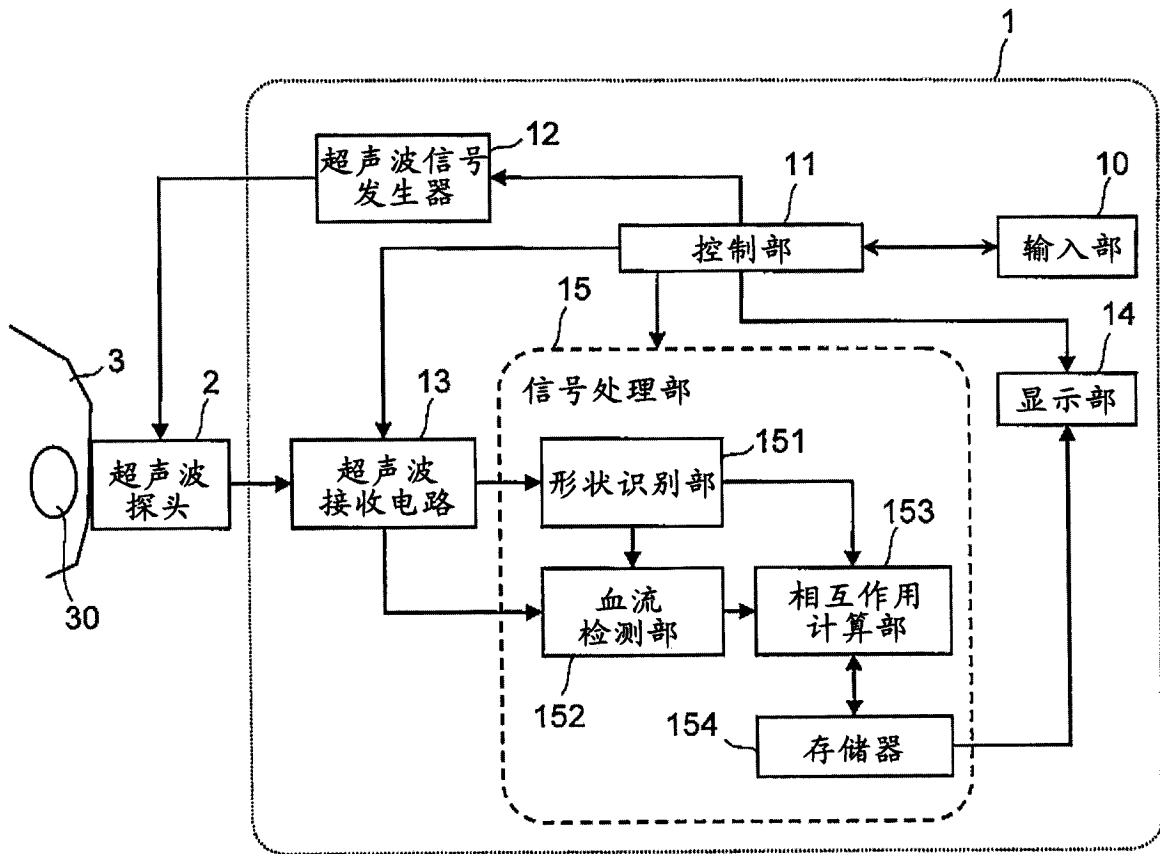 1
12
超声波信号
发生器
11
控制部
10
输入部
15
14
显示部
3
2
超声波
探头
13
超声波
接收电路
信号处理部
151
形状识别部
153
血流
检测部
相互作用
计算部
30
152
154
存储器